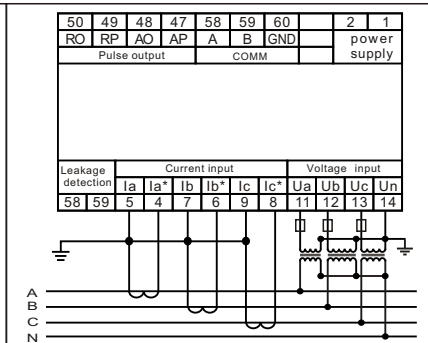 50 49 48 47 58 59 60 2 1
RO RP AO AP A B GND power supply
Pulse output COMM
Leakage detection Current input Voltage input
Ia Ia* Ib Ib* Ic Ic* Ua Ub Uc Un
58 59 5 4 7 6 9 8 11 12 13 14
A
B
C
N